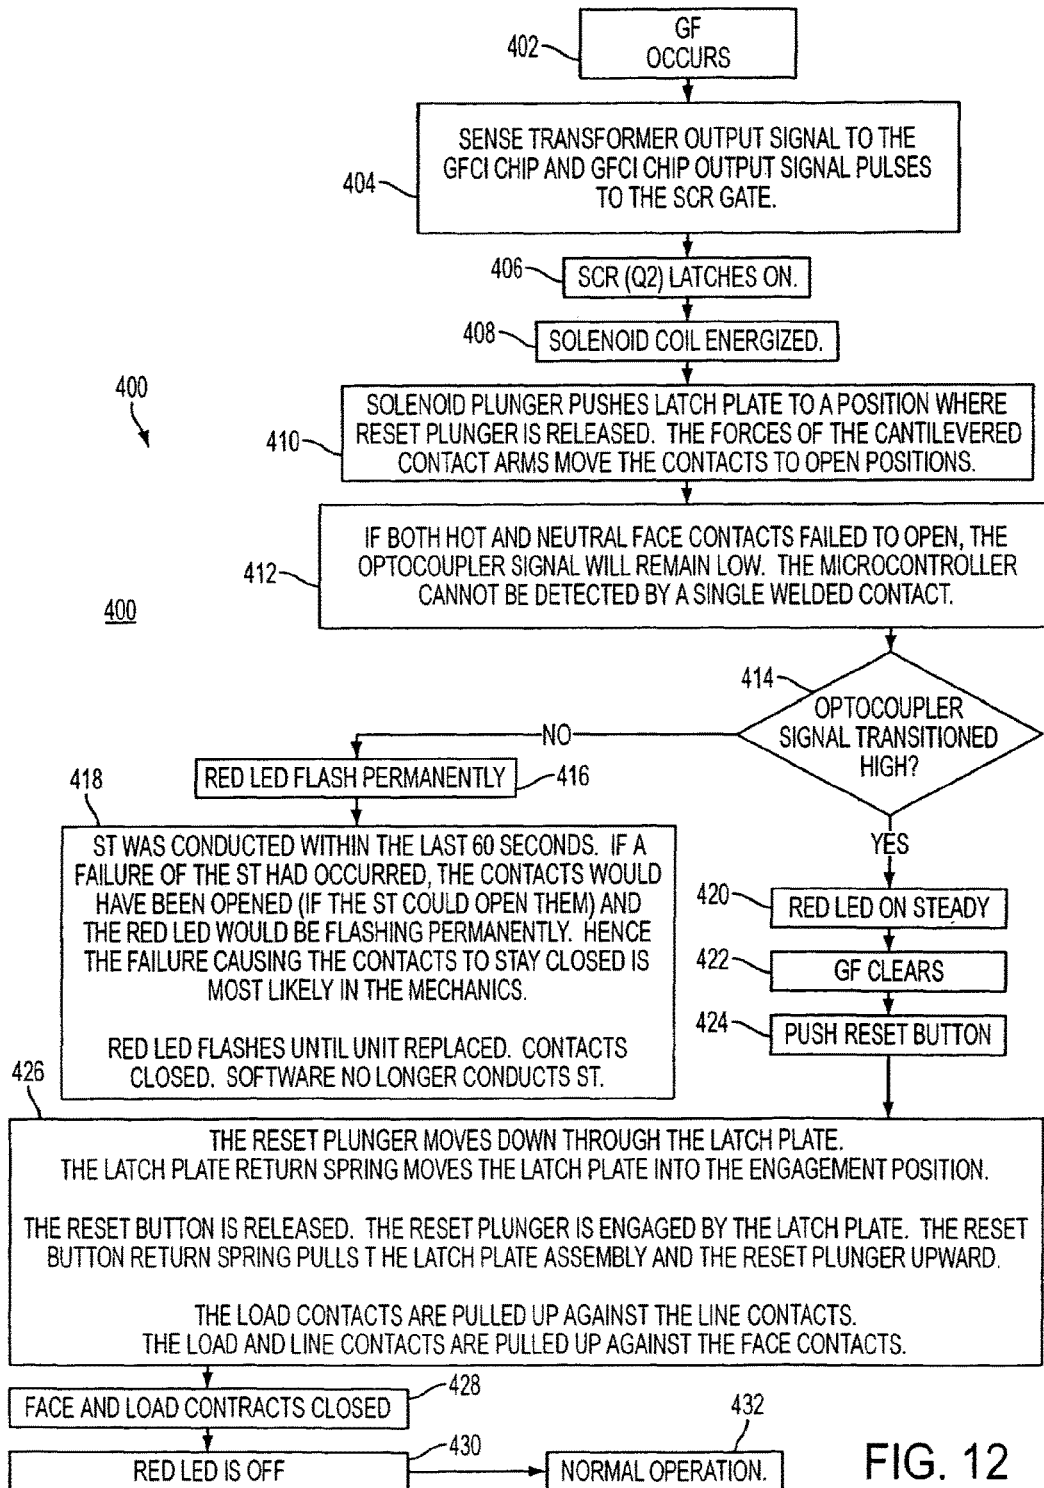 402
GF
OCCURS
404
SENSE TRANSFORMER OUTPUT SIGNAL TO THE
GFCI CHIP AND GFCI CHIP OUTPUT SIGNAL PULSES
TO THE SCR GATE.
406
SCR (Q2) LATCHES ON.
408
SOLENOID COIL ENERGIZED.
400
410
SOLENOID PLUNGER PUSHES LATCH PLATE TO A POSITION WHERE
RESET PLUNGER IS RELEASED. THE FORCES OF THE CANTILEVERED
CONTACT ARMS MOVE THE CONTACTS TO OPEN POSITIONS.
412
IF BOTH HOT AND NEUTRAL FACE CONTACTS FAILED TO OPEN, THE
OPTOCOUPLER SIGNAL WILL REMAIN LOW. THE MICROCONTROLLER
CANNOT BE DETECTED BY A SINGLE WELDED CONTACT.
400
414
OPTOCOUPLER
SIGNAL TRANSITIONED
HIGH?
NO
YES
RED LED FLASH PERMANENTLY
416
418
ST WAS CONDUCTED WITHIN THE LAST 60 SECONDS. IF A
FAILURE OF THE ST HAD OCCURRED, THE CONTACTS WOULD
HAVE BEEN OPENED (IF THE ST COULD OPEN THEM) AND
THE RED LED WOULD BE FLASHING PERMANENTLY. HENCE
THE FAILURE CAUSING THE CONTACTS TO STAY CLOSED IS
MOST LIKELY IN THE MECHANICS.
RED LED FLASHES UNTIL UNIT REPLACED. CONTACTS
CLOSED. SOFTWARE NO LONGER CONDUCTS ST.
420
RED LED ON STEADY
422
GF CLEARS
424
PUSH RESET BUTTON
426
THE RESET PLUNGER MOVES DOWN THROUGH THE LATCH PLATE.
THE LATCH PLATE RETURN SPRING MOVES THE LATCH PLATE INTO THE ENGAGEMENT POSITION.
THE RESET BUTTON IS RELEASED. THE RESET PLUNGER IS ENGAGED BY THE LATCH PLATE. THE RESET
BUTTON RETURN SPRING PULLS T HE LATCH PLATE ASSEMBLY AND THE RESET PLUNGER UPWARD.
THE LOAD CONTACTS ARE PULLED UP AGAINST THE LINE CONTACTS.
THE LOAD AND LINE CONTACTS ARE PULLED UP AGAINST THE FACE CONTACTS.
428
FACE AND LOAD CONTRACTS CLOSED
430
RED LED IS OFF
432
NORMAL OPERATION.
FIG. 12